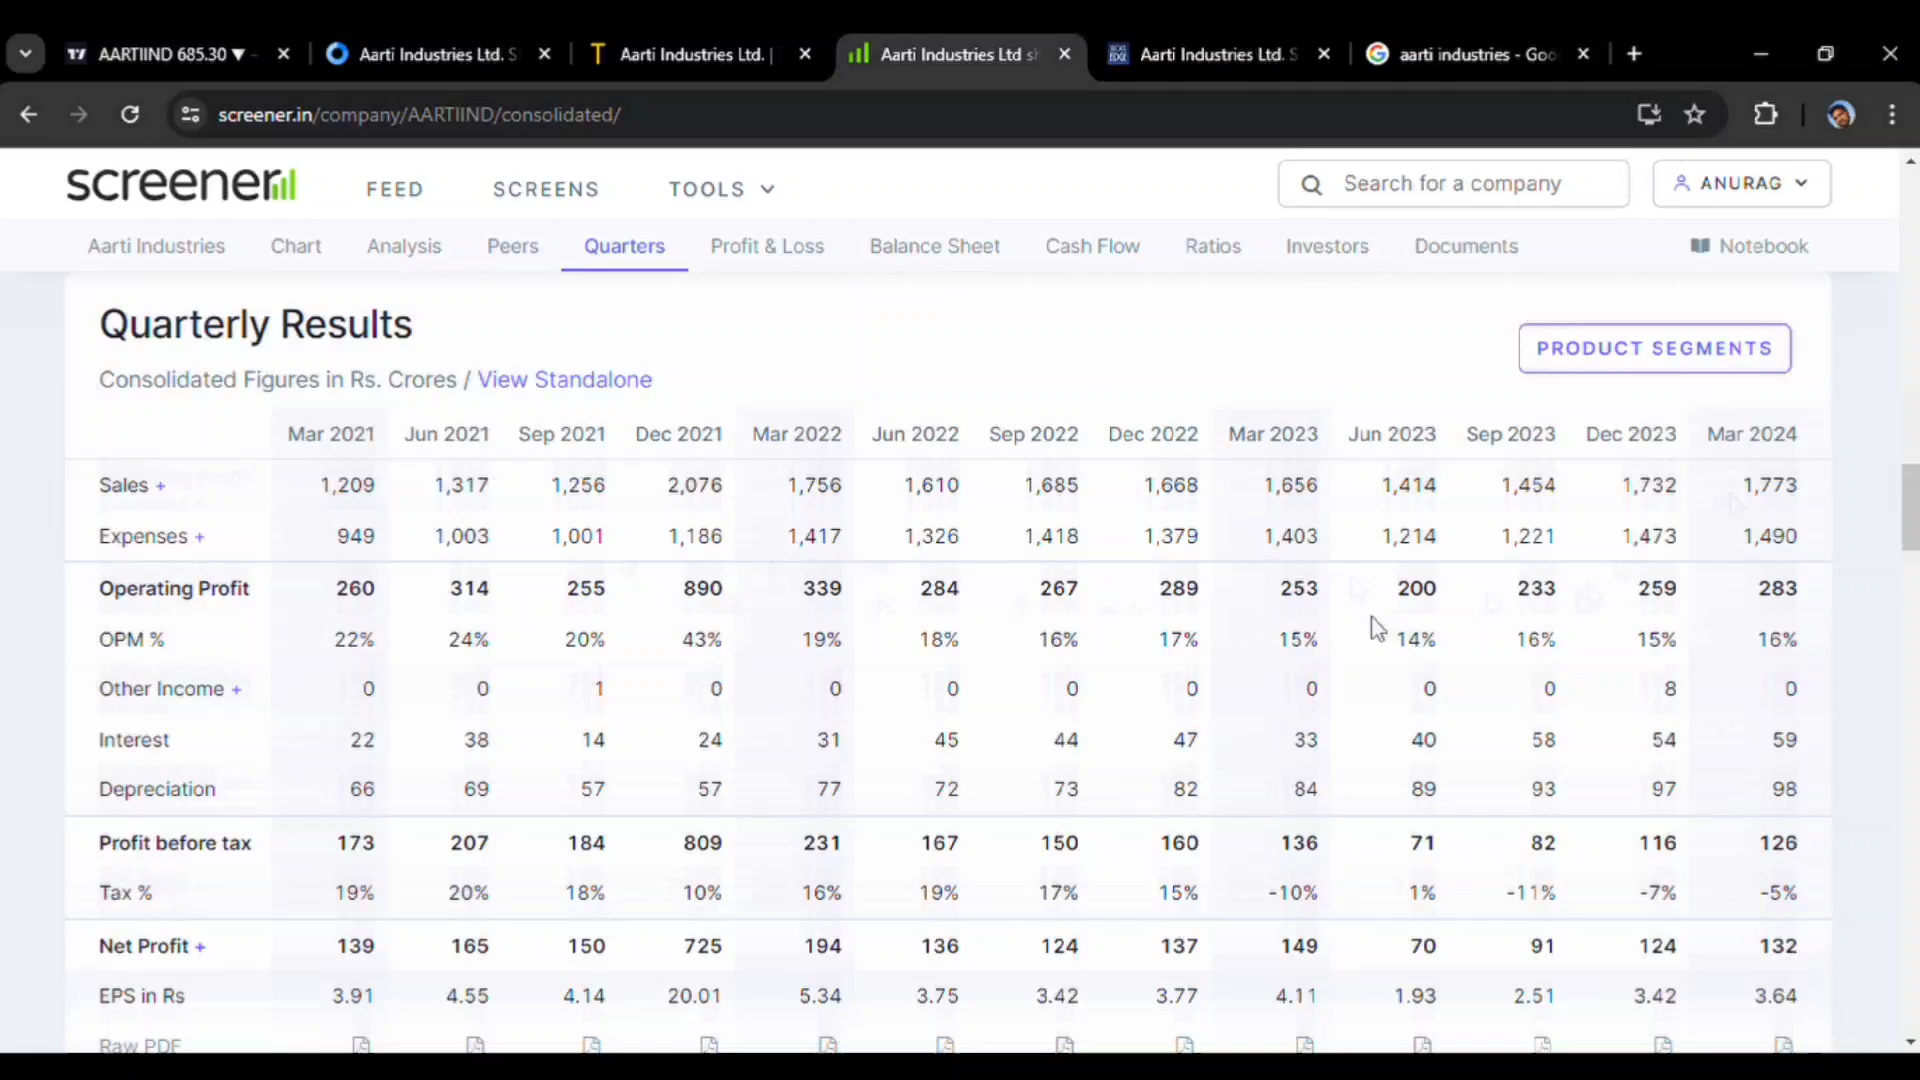 AARTIIND 685.30 ▼
Aarti Industries Ltd. S
Aarti Industries Ltd. |
Aarti Industries Ltd sh
Aarti Industries Ltd. S
aarti industries - Goo
screener.in/company/AARTIIND/consolidated/
screener
FEED
SCREENS
TOOLS
Search for a company
ANURAG
Aarti Industries
Chart
Analysis
Peers
Quarters
Profit & Loss
Balance Sheet
Cash Flow
Ratios
Investors
Documents
Notebook
Quarterly Results
PRODUCT SEGMENTS
Consolidated Figures in Rs. Crores / View Standalone
Mar 2021 Jun 2021 Sep 2021 Dec 2021 Mar 2022 Jun 2022 Sep 2022 Dec 2022 Mar 2023 Jun 2023 Sep 2023 Dec 2023 Mar 2024
Sales + 1,209 1,317 1,256 2,076 1,756 1,610 1,685 1,668 1,656 1,414 1,454 1,732 1,773
Expenses + 949 1,003 1,001 1,186 1,417 1,326 1,418 1,379 1,403 1,214 1,221 1,473 1,490
Operating Profit 260 314 255 890 339 284 267 289 253 200 233 259 283
OPM % 22% 24% 20% 43% 19% 18% 16% 17% 15% 14% 16% 15% 16%
Other Income + 0 0 1 0 0 0 0 0 0 0 0 8 0
Interest 22 38 14 24 31 45 44 47 33 40 58 54 59
Depreciation 66 69 57 57 77 72 73 82 84 89 93 97 98
Profit before tax 173 207 184 809 231 167 150 160 136 71 82 116 126
Tax % 19% 20% 18% 10% 16% 19% 17% 15% -10% 1% -11% -7% -5%
Net Profit + 139 165 150 725 194 136 124 137 149 70 91 124 132
EPS in Rs 3.91 4.55 4.14 20.01 5.34 3.75 3.42 3.77 4.11 1.93 2.51 3.42 3.64
Raw PDF